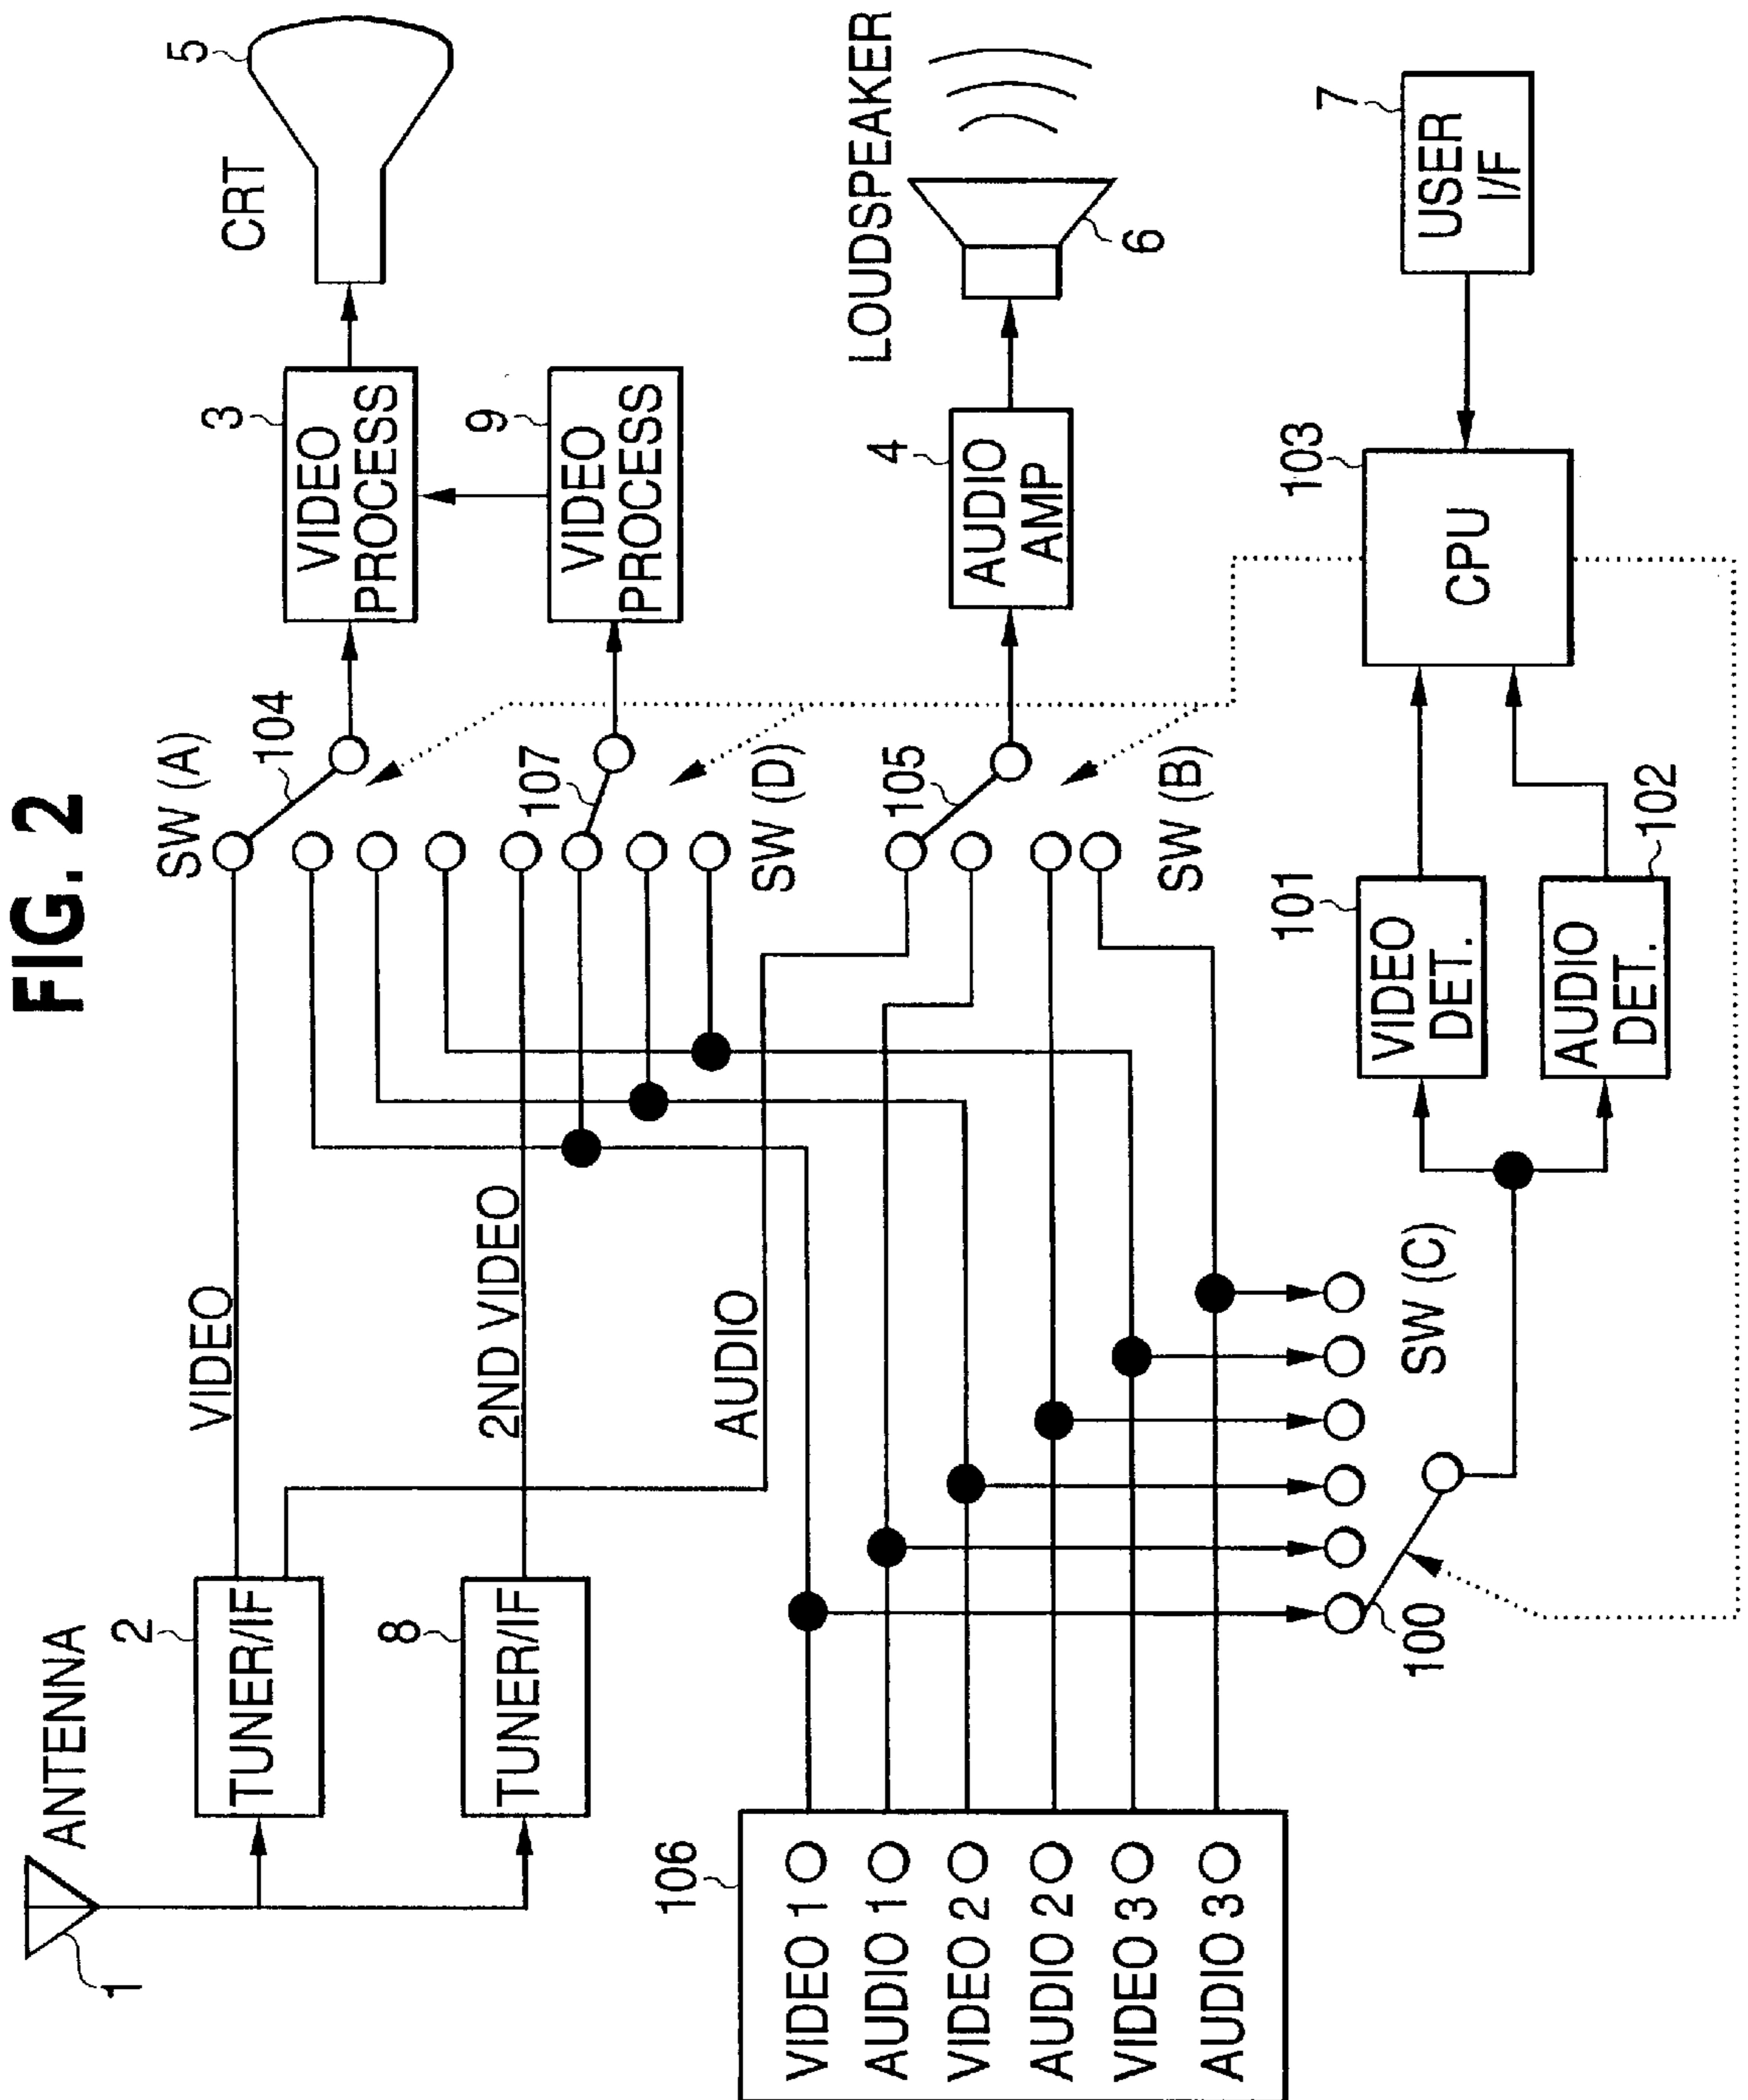 FIG. 2
ANTENNA
1
2
TUNER/IF
8
TUNER/IF
VIDEO
2ND VIDEO
AUDIO
SW (A)
104
107
SW (D)
105
SW (B)
3
VIDEO
PROCESS
9
VIDEO
PROCESS
4
AUDIO
AMP
CRT
5
LOUDSPEAKER
6
106
VIDEO 1
AUDIO 1
VIDEO 2
AUDIO 2
VIDEO 3
AUDIO 3
100
SW (C)
101
VIDEO
DET.
AUDIO
DET.
102
103
CPU
7
USER
I/F